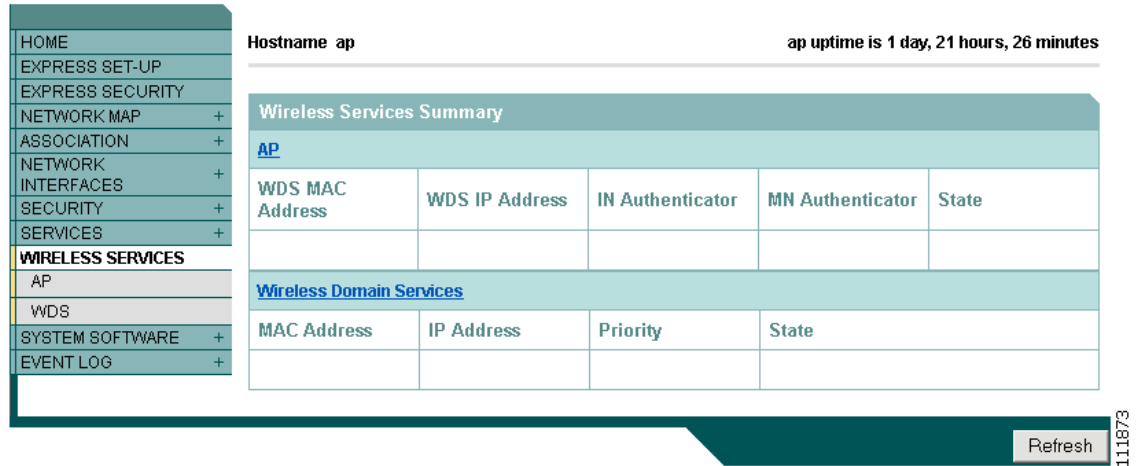 HOME
EXPRESS SET-UP
EXPRESS SECURITY
NETWORK MAP +
ASSOCIATION +
NETWORK
INTERFACES +
SECURITY +
SERVICES +
WIRELESS SERVICES
AP
WDS
SYSTEM SOFTWARE +
EVENT LOG +
Hostname ap
ap uptime is 1 day, 21 hours, 26 minutes
Wireless Services Summary
AP
WDS MAC
Address
WDS IP Address
IN Authenticator
MN Authenticator
State
Wireless Domain Services
MAC Address
IP Address
Priority
State
Refresh
111873